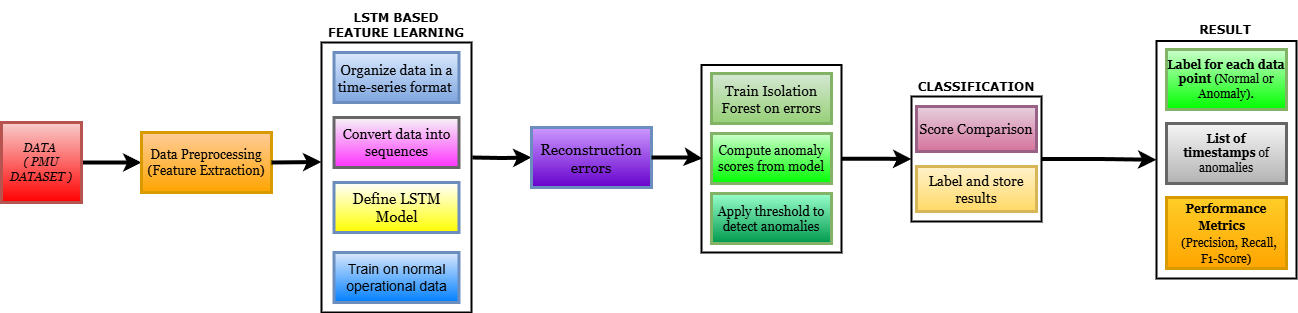 DATA
( PMU
DATASET )
Data Preprocessing
(Feature Extraction)
LSTM BASED
FEATURE LEARNING
Organize data in a
time-series format
Convert data into
sequences
Define LSTM
Model
Train on normal
operational data
Reconstruction
errors
Train Isolation
Forest on errors
Compute anomaly
scores from model
Apply threshold to
detect anomalies
CLASSIFICATION
Score Comparison
Label and store
results
RESULT
Label for each data
point (Normal or
Anomaly).
List of
timestamps of
anomalies
Performance
Metrics
(Precision, Recall,
F1-Score)